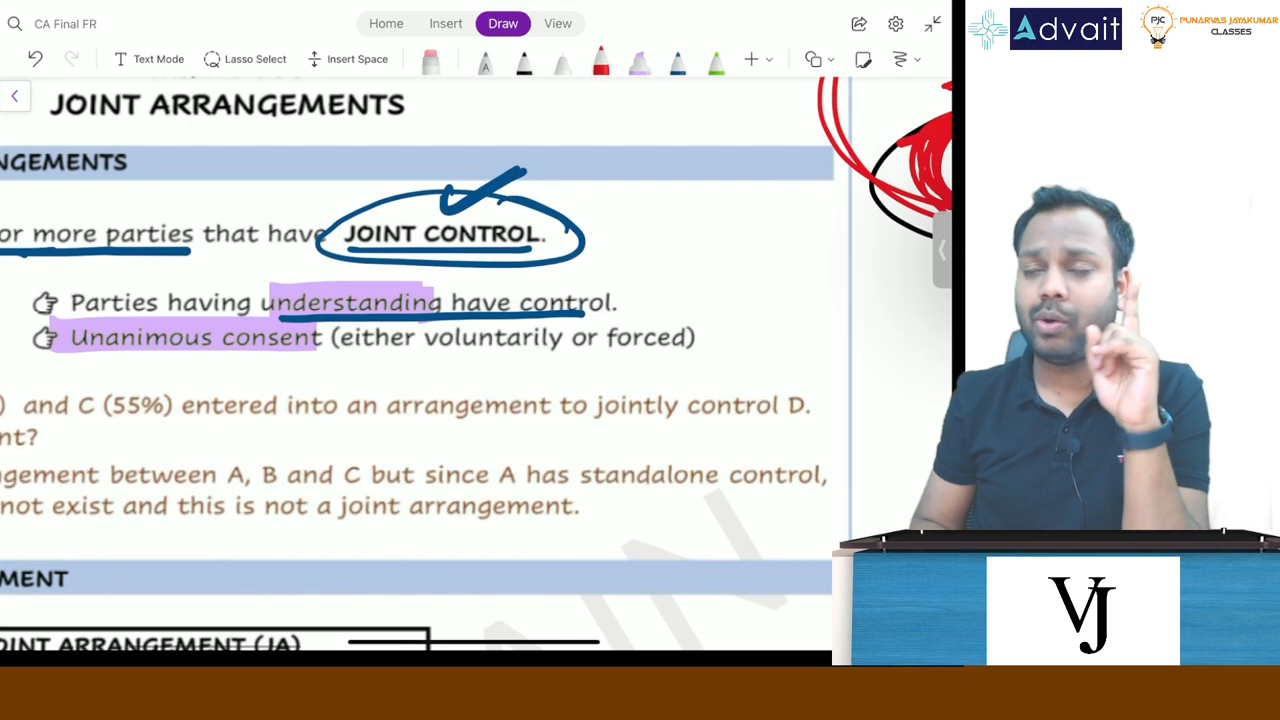 CA Final FR
Home Insert Draw View
Text Mode Lasso Select Insert Space
Advait
PJC
PUNARVAS JAYAKUMAR
CLASSES
JOINT ARRANGEMENTS
NGEMENTS
or more parties that have JOINT CONTROL.
Parties having understanding have control.
Unanimous consent (either voluntarily or forced)
) and C (55%) entered into an arrangement to jointly control D.
nt?
gement between A, B and C but since A has standalone control,
not exist and this is not a joint arrangement.
MENT
OINT ARRANGEMENT (JA)
VJ